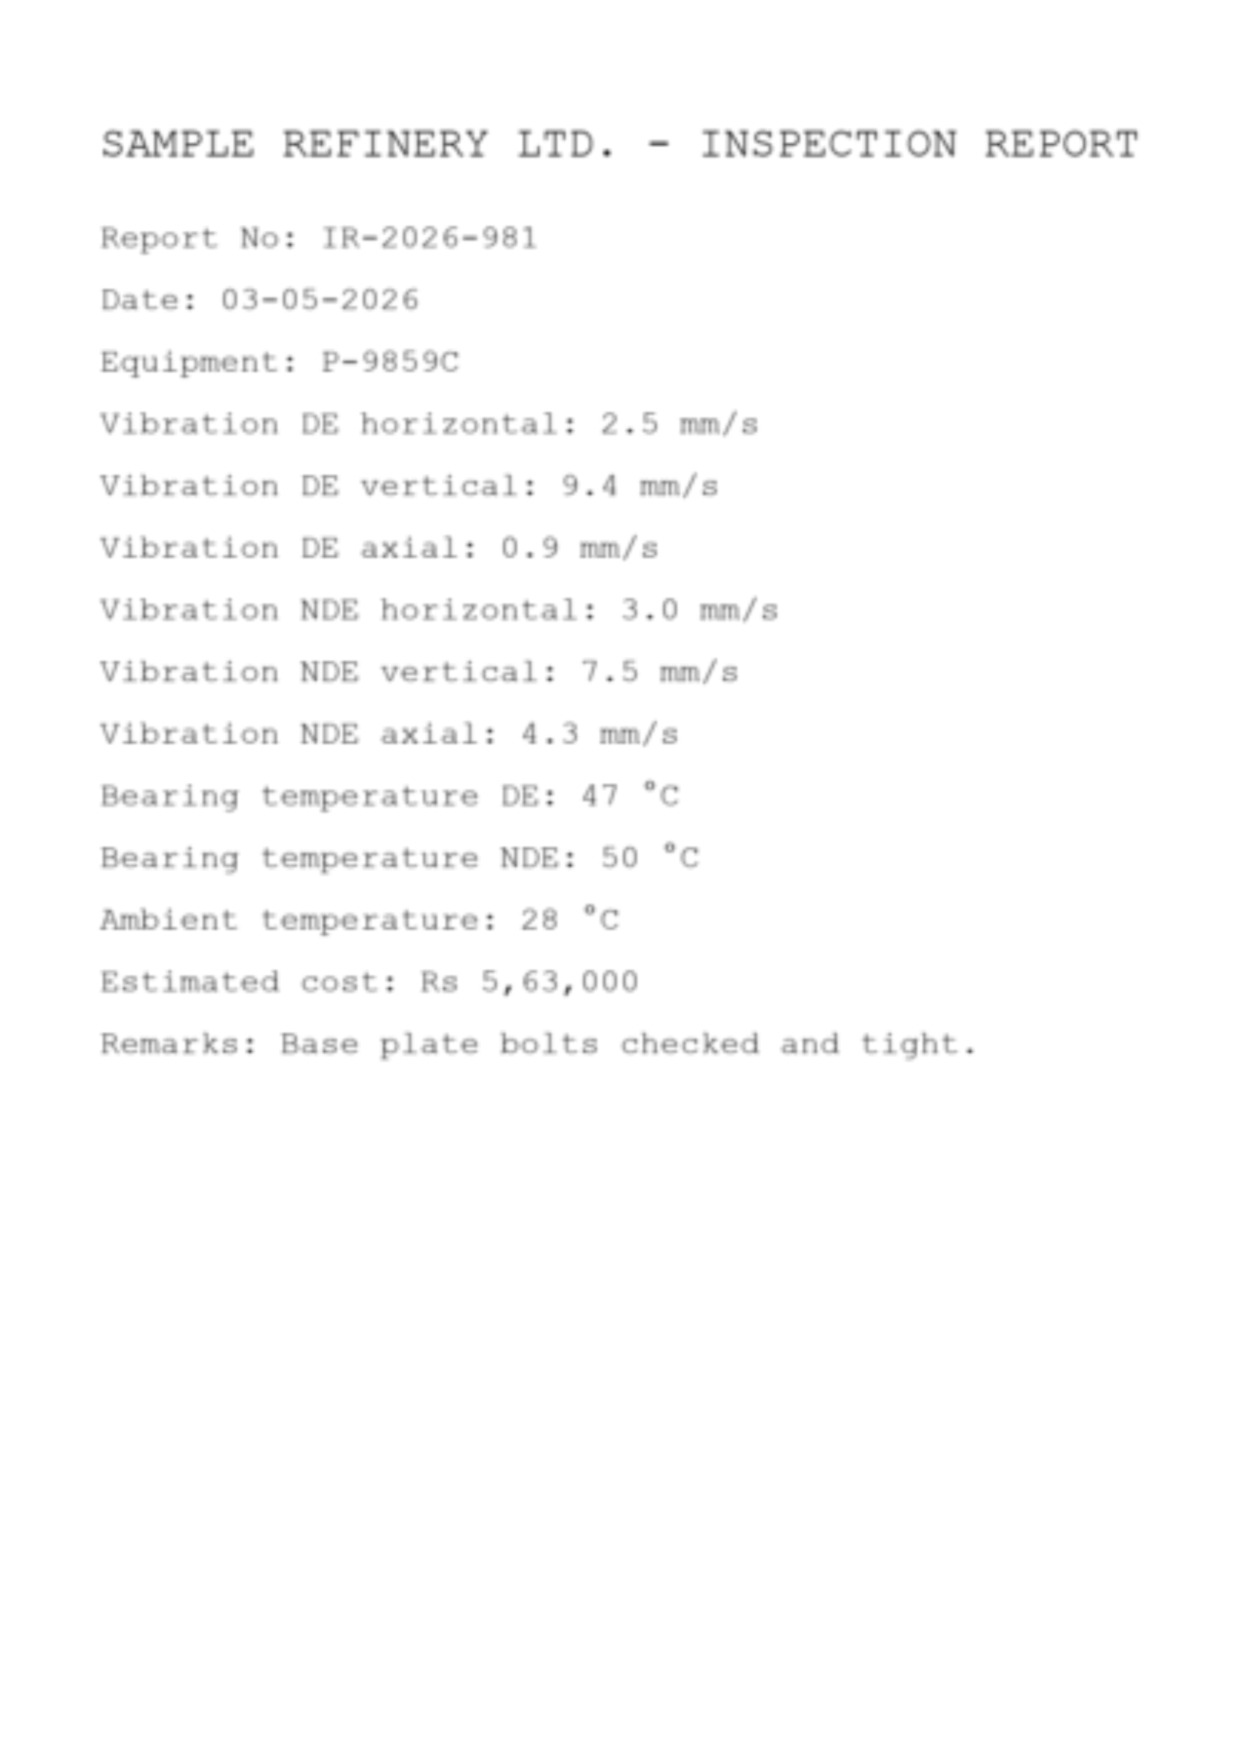 SAMPLE REFINERY LTD. - INSPECTION REPORT
Report No: IR-2026-981
Date: 03-05-2026
Equipment: P-9859C
Vibration DE horizontal: 2.5 mm/s
Vibration DE vertical: 9.4 mm/s
Vibration DE axial: 0.9 mm/s
Vibration NDE horizontal: 3.0 mm/s
Vibration NDE vertical: 7.5 mm/s
Vibration NDE axial: 4.3 mm/s
Bearing temperature DE: 47 °C
Bearing temperature NDE: 50 °C
Ambient temperature: 28 °C
Estimated cost: Rs 5,63,000
Remarks: Base plate bolts checked and tight.